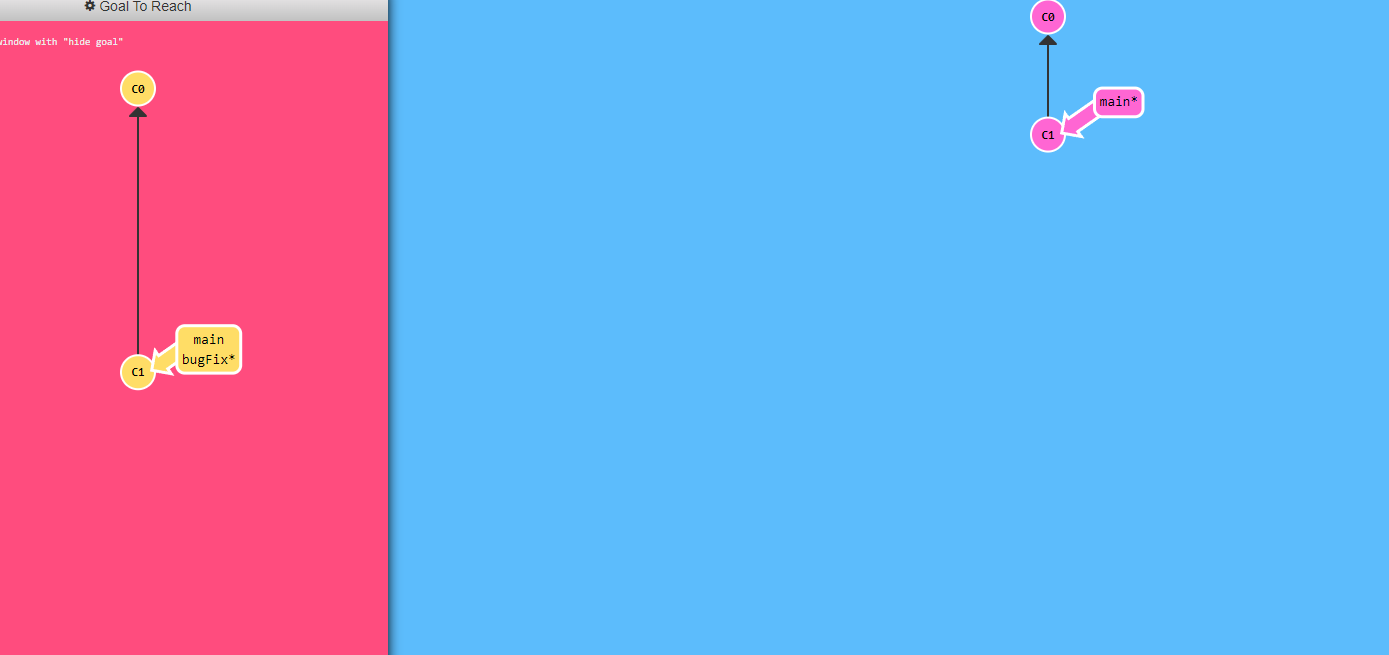 Goal To Reach
window with "hide goal"
C0
main
bugFix*
C1
C0
main*
C1